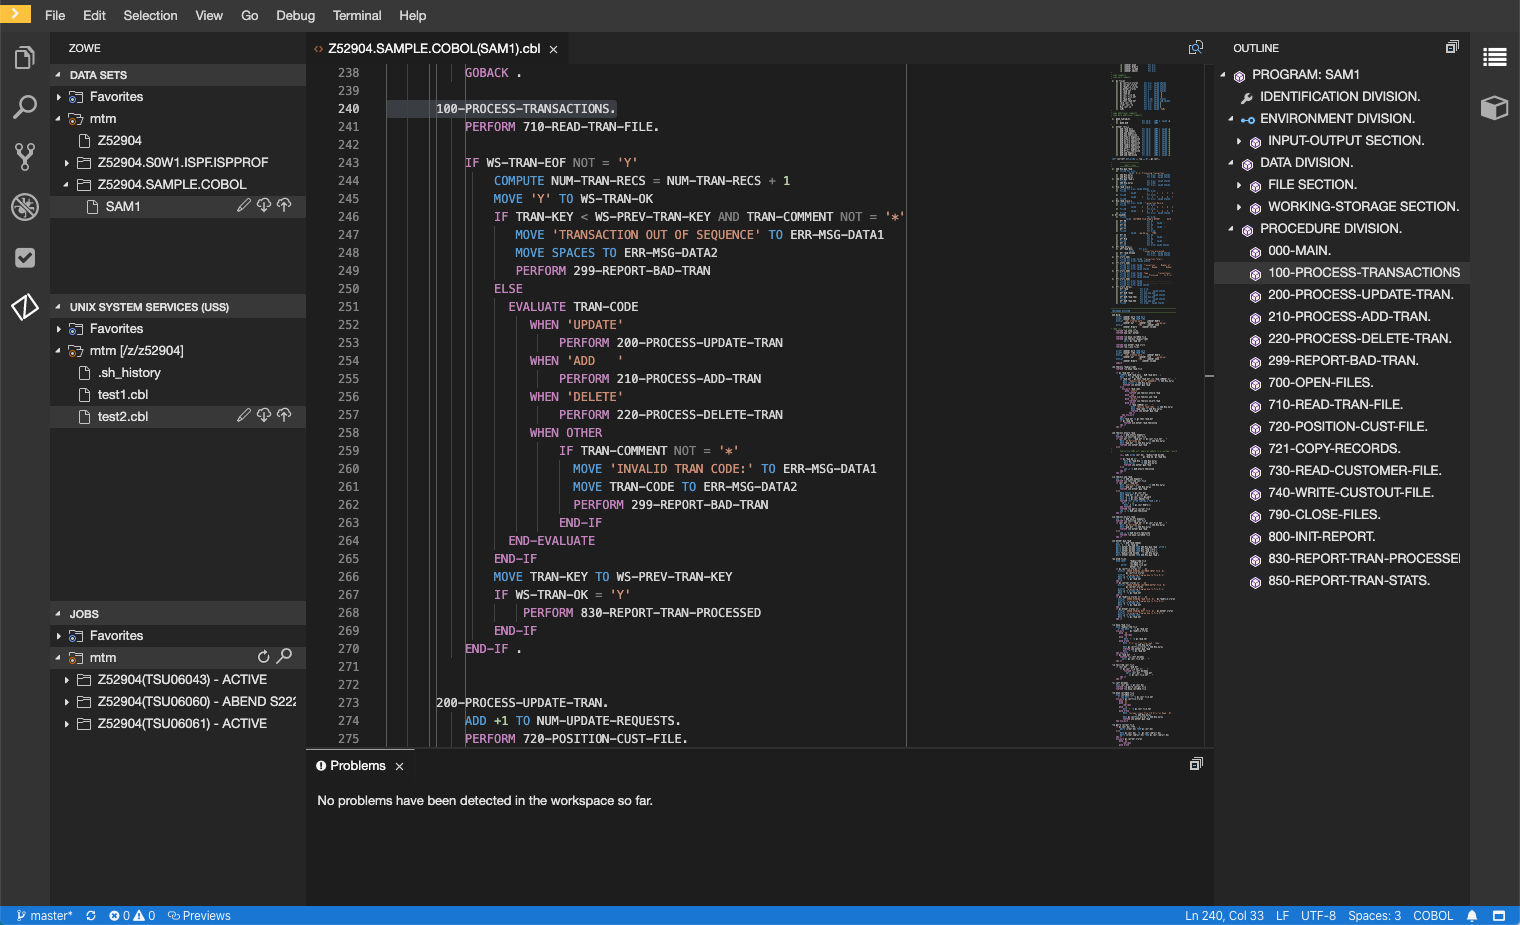 File Edit Selection View Go Debug Terminal Help
ZOWE
DATA SETS
Favorites
mtm
Z52904
Z52904.S0W1.ISPF.ISPPROF
Z52904.SAMPLE.COBOL
SAM1
UNIX SYSTEM SERVICES (USS)
Favorites
mtm [/z/z52904]
.sh_history
test1.cbl
test2.cbl
JOBS
Favorites
mtm
Z52904(TSU06043) - ACTIVE
Z52904(TSU06060) - ABEND S222
Z52904(TSU06061) - ACTIVE
Z52904.SAMPLE.COBOL(SAM1).cbl
238 GOBACK .
239
240 100-PROCESS-TRANSACTIONS.
241 PERFORM 710-READ-TRAN-FILE.
242
243 IF WS-TRAN-EOF NOT = 'Y'
244 COMPUTE NUM-TRAN-RECS = NUM-TRAN-RECS + 1
245 MOVE 'Y' TO WS-TRAN-OK
246 IF TRAN-KEY < WS-PREV-TRAN-KEY AND TRAN-COMMENT NOT = '*'
247 MOVE 'TRANSACTION OUT OF SEQUENCE' TO ERR-MSG-DATA1
248 MOVE SPACES TO ERR-MSG-DATA2
249 PERFORM 299-REPORT-BAD-TRAN
250 ELSE
251 EVALUATE TRAN-CODE
252 WHEN 'UPDATE'
253 PERFORM 200-PROCESS-UPDATE-TRAN
254 WHEN 'ADD   '
255 PERFORM 210-PROCESS-ADD-TRAN
256 WHEN 'DELETE'
257 PERFORM 220-PROCESS-DELETE-TRAN
258 WHEN OTHER
259 IF TRAN-COMMENT NOT = '*'
260 MOVE 'INVALID TRAN CODE:' TO ERR-MSG-DATA1
261 MOVE TRAN-CODE TO ERR-MSG-DATA2
262 PERFORM 299-REPORT-BAD-TRAN
263 END-IF
264 END-EVALUATE
265 END-IF
266 MOVE TRAN-KEY TO WS-PREV-TRAN-KEY
267 IF WS-TRAN-OK = 'Y'
268 PERFORM 830-REPORT-TRAN-PROCESSED
269 END-IF
270 END-IF .
271
272
273 200-PROCESS-UPDATE-TRAN.
274 ADD +1 TO NUM-UPDATE-REQUESTS.
275 PERFORM 720-POSITION-CUST-FILE.
Problems
No problems have been detected in the workspace so far.
OUTLINE
PROGRAM: SAM1
IDENTIFICATION DIVISION.
ENVIRONMENT DIVISION.
INPUT-OUTPUT SECTION.
DATA DIVISION.
FILE SECTION.
WORKING-STORAGE SECTION.
PROCEDURE DIVISION.
000-MAIN.
100-PROCESS-TRANSACTIONS
200-PROCESS-UPDATE-TRAN.
210-PROCESS-ADD-TRAN.
220-PROCESS-DELETE-TRAN.
299-REPORT-BAD-TRAN.
700-OPEN-FILES.
710-READ-TRAN-FILE.
720-POSITION-CUST-FILE.
721-COPY-RECORDS.
730-READ-CUSTOMER-FILE.
740-WRITE-CUSTOUT-FILE.
790-CLOSE-FILES.
800-INIT-REPORT.
830-REPORT-TRAN-PROCESSE
850-REPORT-TRAN-STATS.
master* 0 0 Previews
Ln 240, Col 33 LF UTF-8 Spaces: 3 COBOL